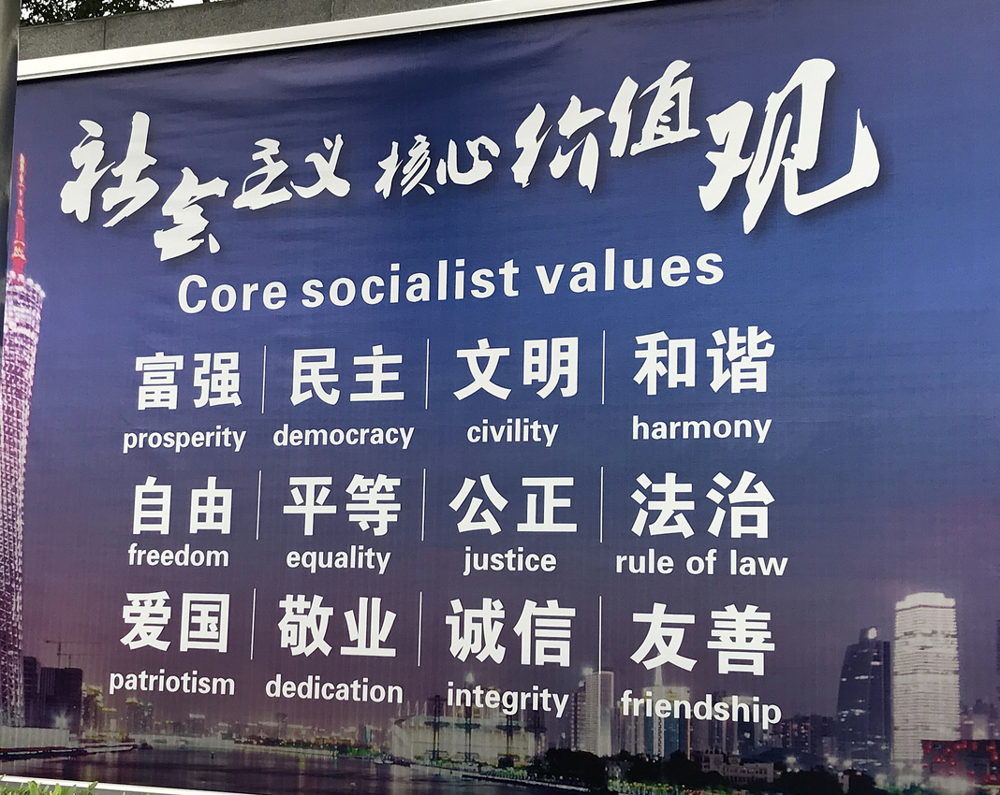 社会主义核心价值观
Core socialist values
富强 民主 文明 和谐
prosperity democracy civility harmony
自由 平等 公正 法治
freedom equality justice rule of law
爱国 敬业 诚信 友善
patriotism dedication integrity friendship